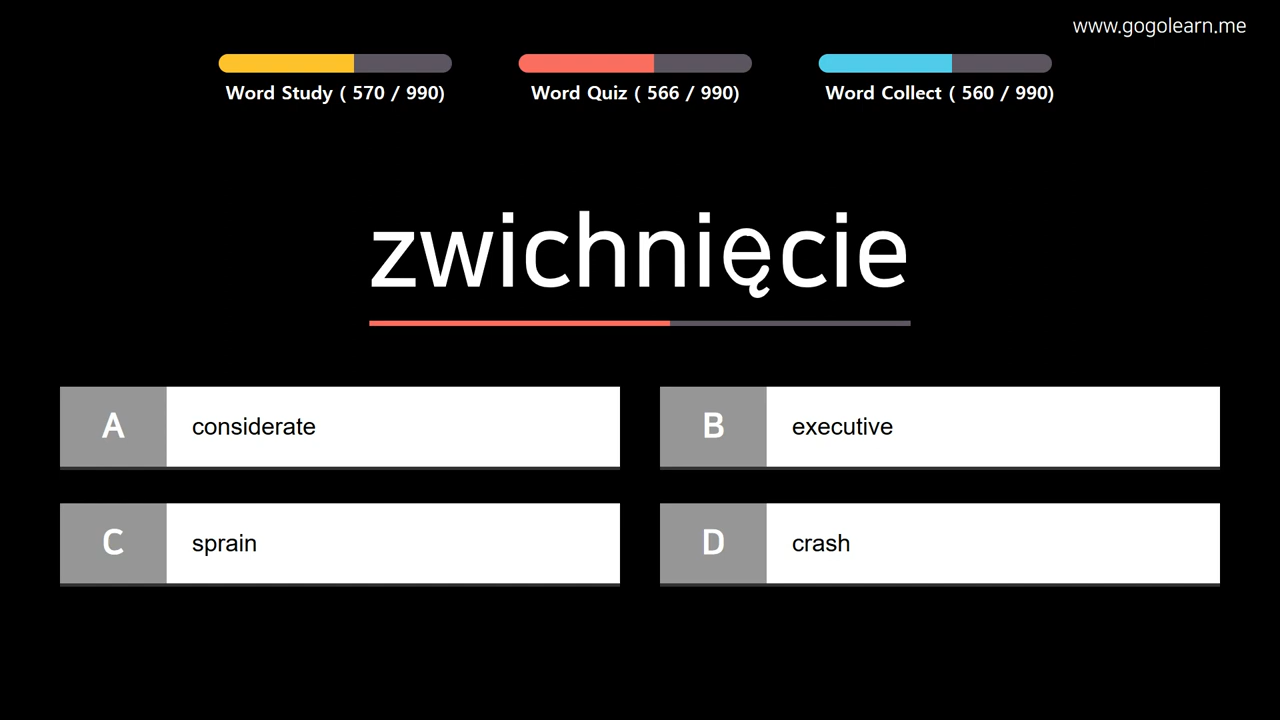 www.gogolearn.me
Word Study ( 570 / 990)
Word Quiz ( 566 / 990)
Word Collect ( 560 / 990)
zwichnięcie
A considerate
B executive
C sprain
D crash